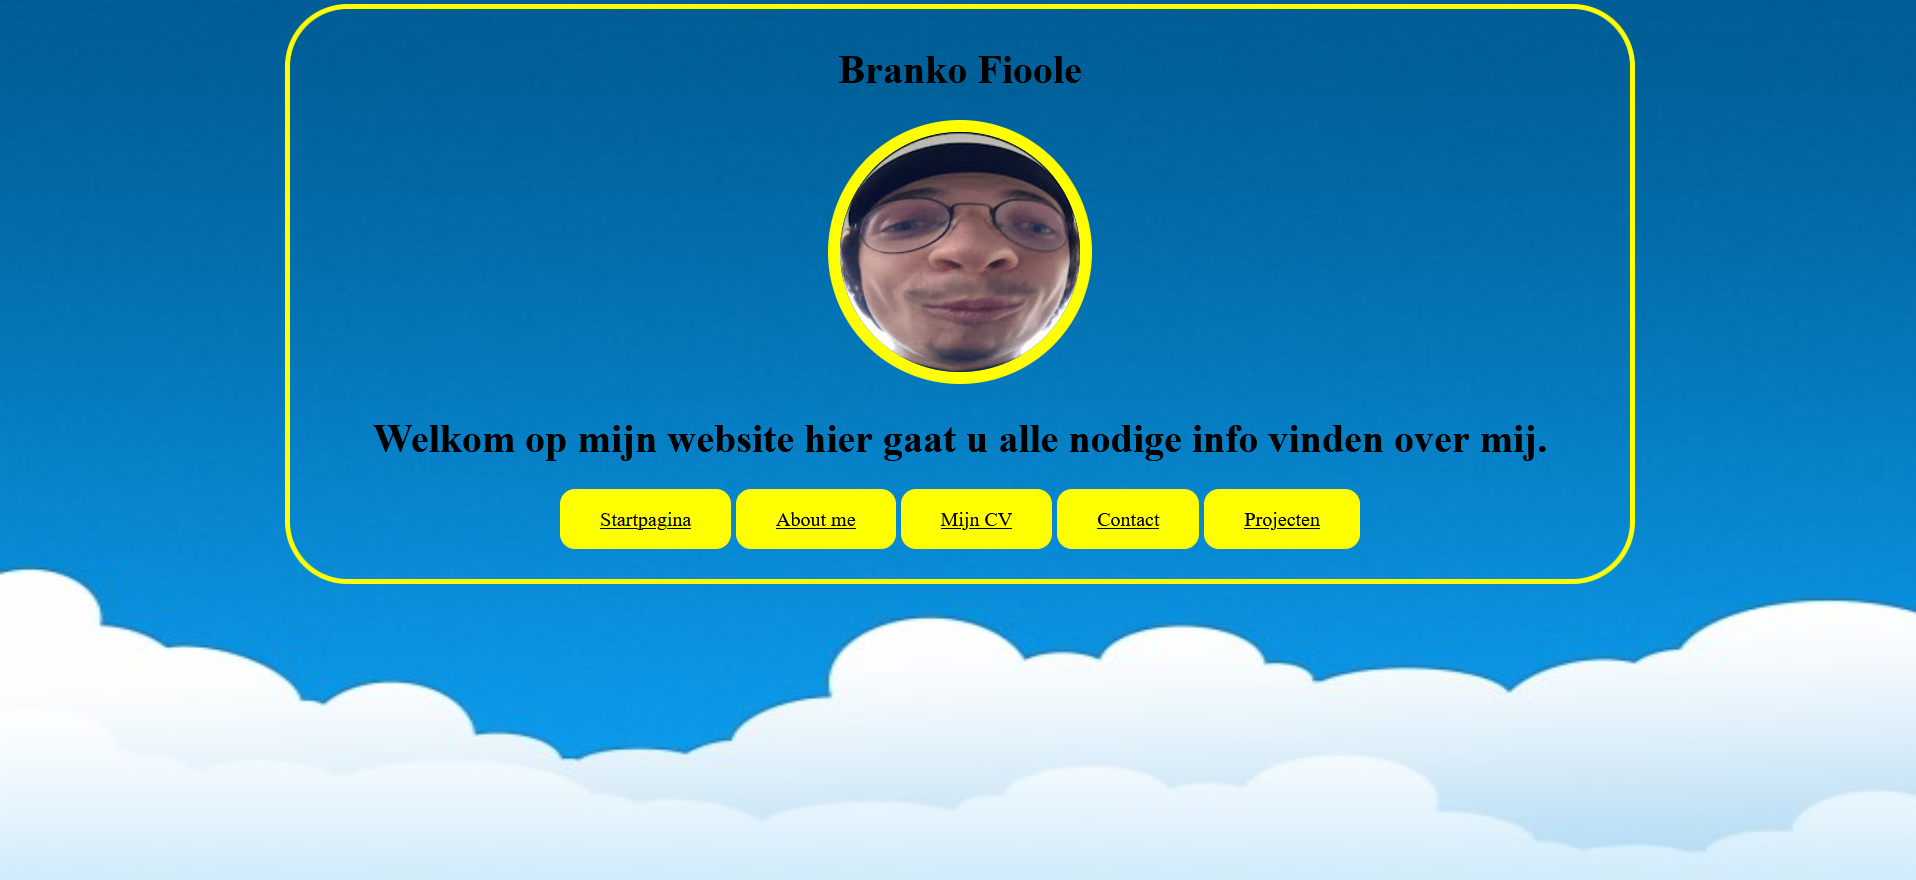 Branko Fioole
Welkom op mijn website hier gaat u alle nodige info vinden over mij.
Startpagina About me Mijn CV Contact Projecten